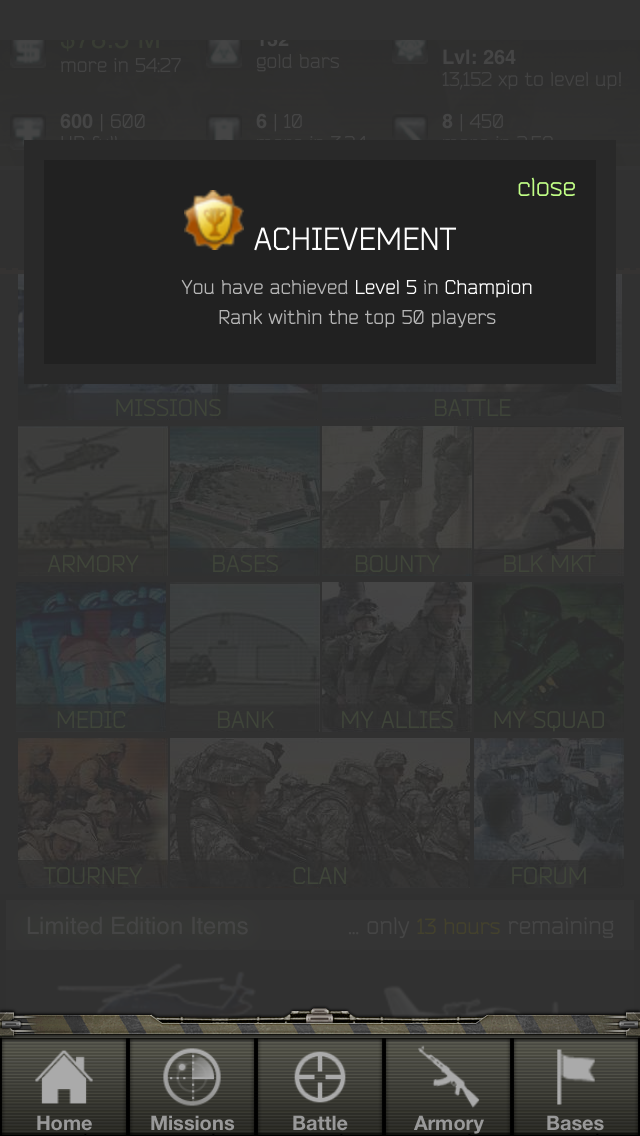 $78.5 M
more in 54:27
132
gold bars
Lvl: 264
13,152 xp to level up!
600 | 600
6 | 10
8 | 450
close
ACHIEVEMENT
You have achieved Level 5 in Champion
Rank within the top 50 players
MISSIONS BATTLE
ARMORY BASES BOUNTY BLK MKT
MEDIC BANK MY ALLIES MY SQUAD
TOURNEY CLAN FORUM
Limited Edition Items ... only 13 hours remaining
Home Missions Battle Armory Bases